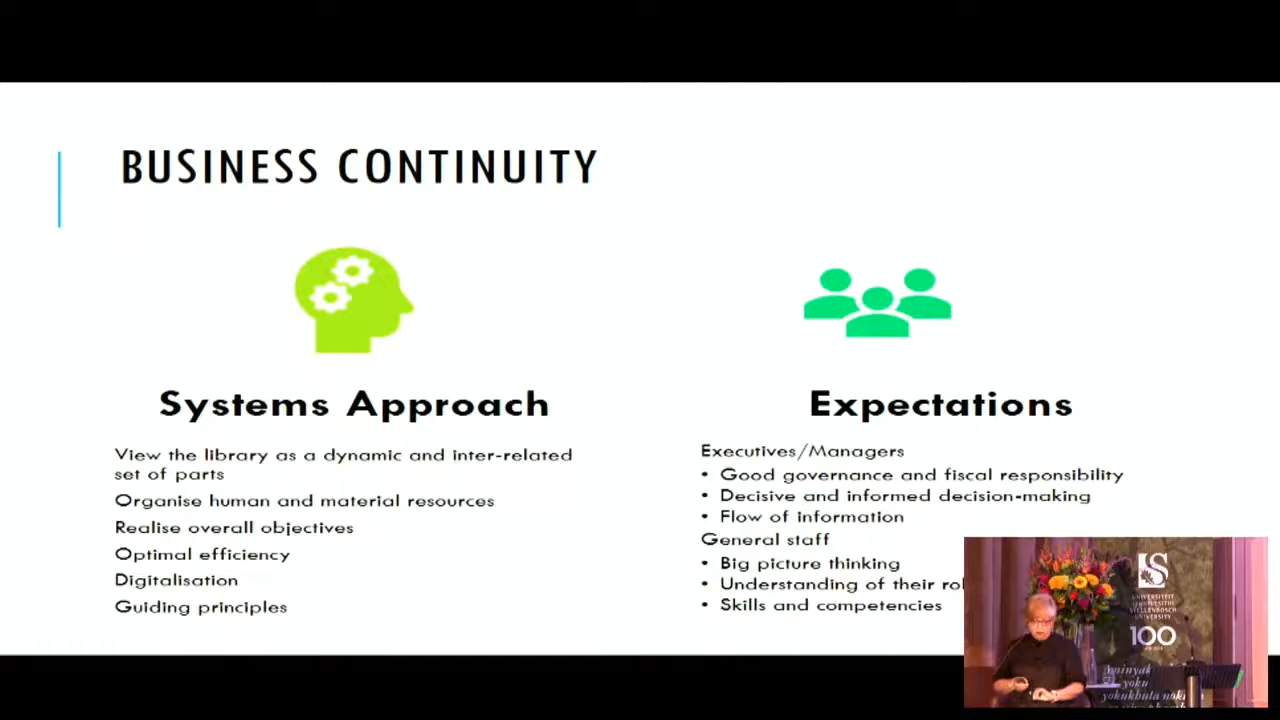 BUSINESS CONTINUITY
Systems Approach
View the library as a dynamic and inter-related
set of parts
Organise human and material resources
Realise overall objectives
Optimal efficiency
Digitalisation
Guiding principles
Expectations
Executives/Managers
• Good governance and fiscal responsibility
• Decisive and informed decision-making
• Flow of information
General staff
• Big picture thinking
• Understanding of their
• Skills and competencies
UNIVERSITEIT
STELLENBOSCH
UNIVERSITY
100
yoku